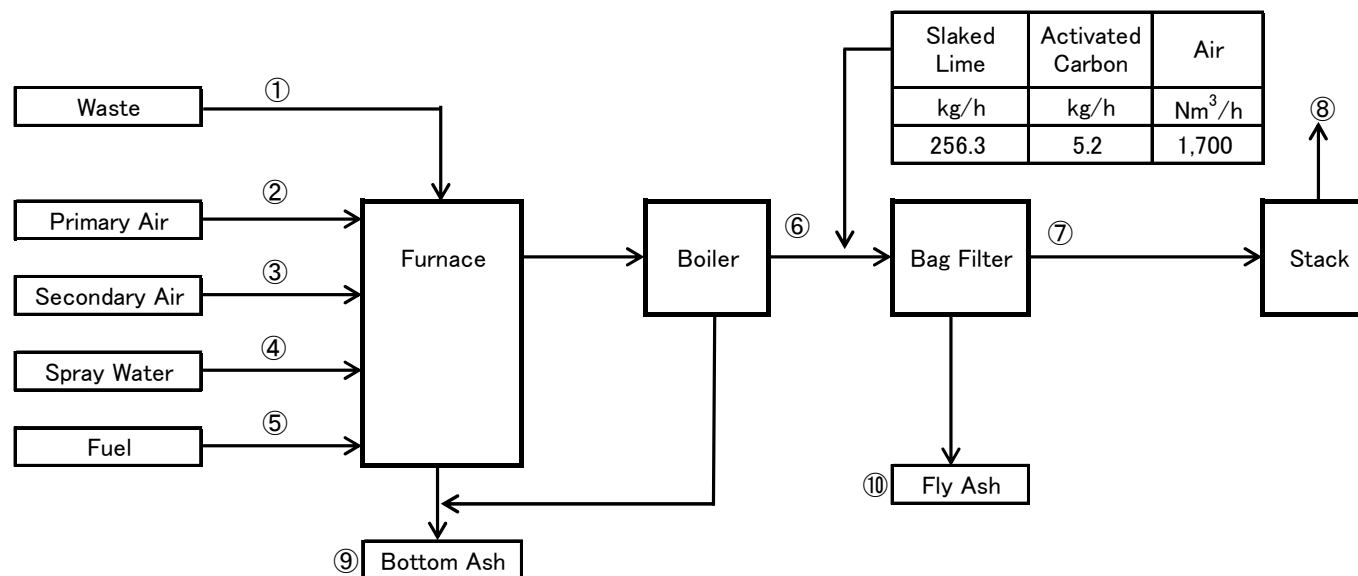 Slaked Lime
Activated Carbon
Air
kg/h
kg/h
Nm³/h
256.3
5.2
1,700
⑧
Waste
①
Primary Air
②
Secondary Air
③
Spray Water
④
Fuel
⑤
Furnace
Boiler
⑥
Bag Filter
⑦
Stack
⑩
Fly Ash
⑨
Bottom Ash